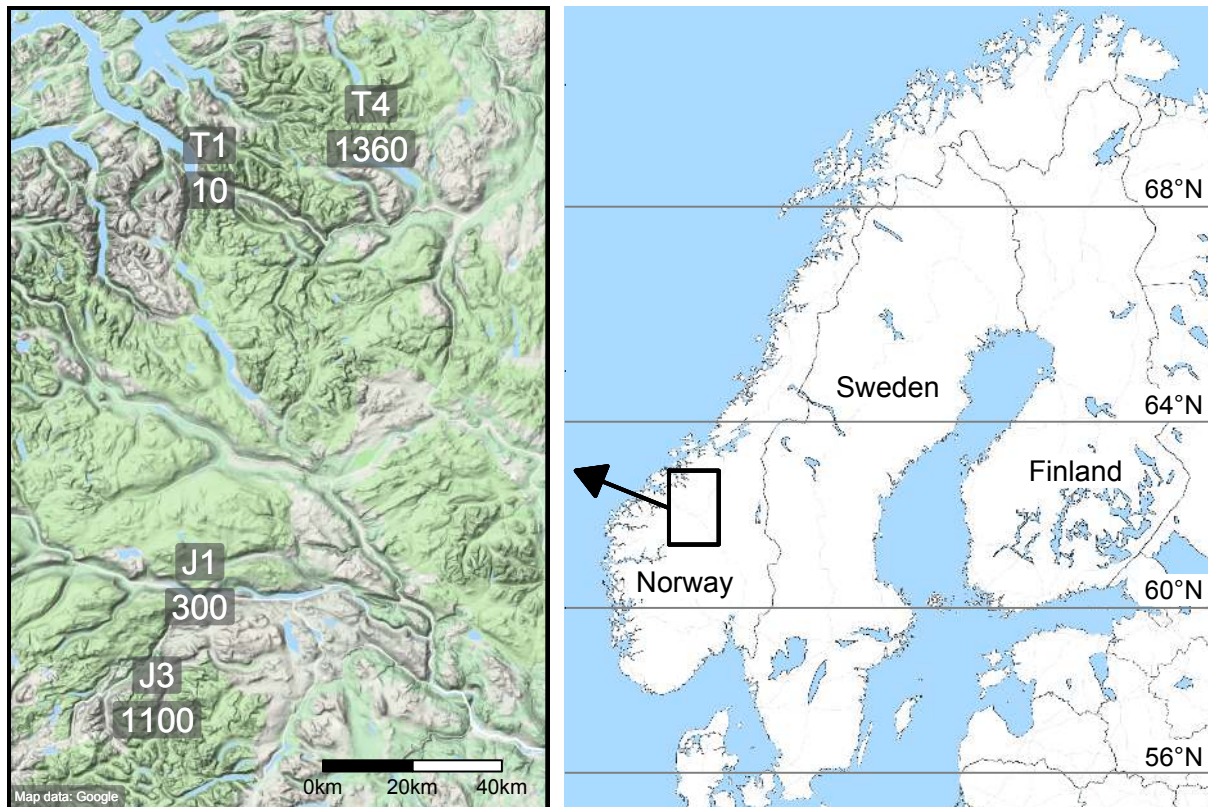 T4
1360
T1
10
J1
300
J3
1100
0km 20km 40km
Map data: Google
68°N
Sweden
64°N
Finland
Norway
60°N
56°N